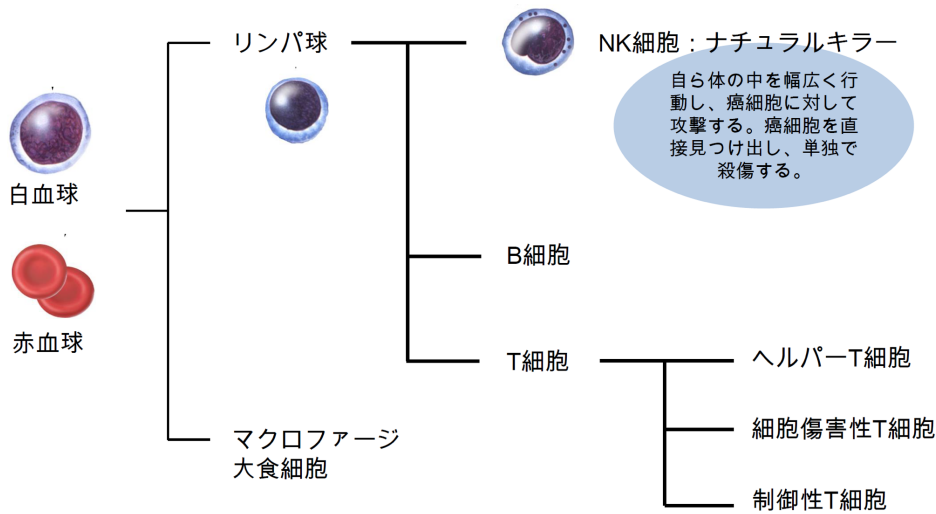 リンパ球
NK細胞：ナチュラルキラー
自ら体の中を幅広く行
動し、癌細胞に対して
攻撃する。癌細胞を直
接見つけ出し、単独で
殺傷する。
白血球
B細胞
赤血球
T細胞
ヘルパーT細胞
マクロファージ
大食細胞
細胞傷害性T細胞
制御性T細胞